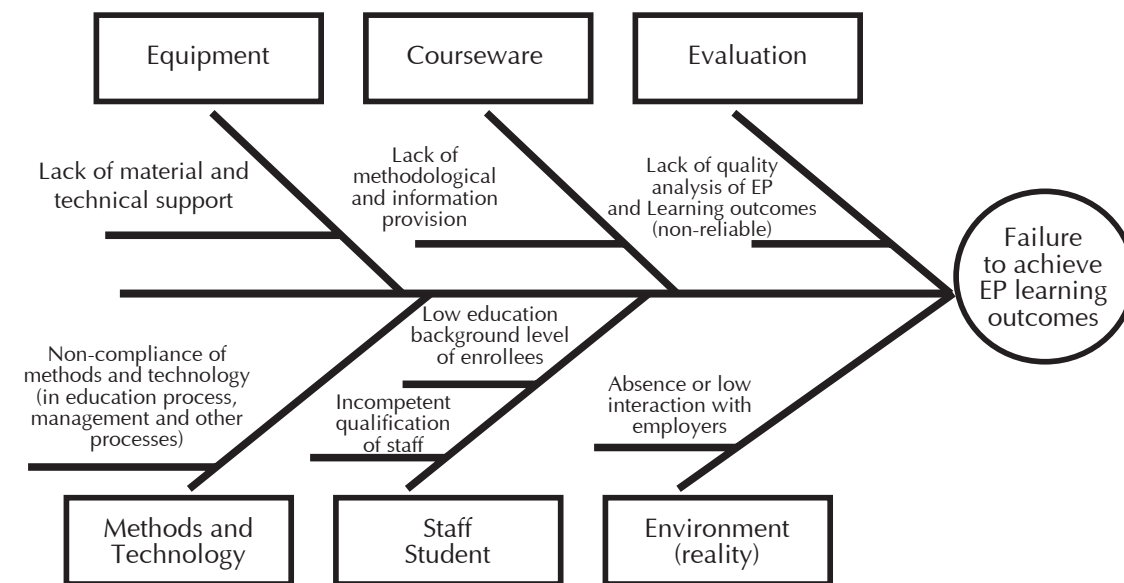 Equipment
Courseware
Evaluation
Lack of material and
technical support
Lack of
methodological
and information
provision
Lack of quality
analysis of EP
and Learning outcomes
(non-reliable)
Failure
to achieve
EP learning
outcomes
Non-compliance of
methods and technology
(in education process,
management and other
processes)
Low education
background level
of enrollees
Incompetent
qualification
of staff
Absence or low
interaction with
employers
Methods and
Technology
Staff
Student
Environment
(reality)